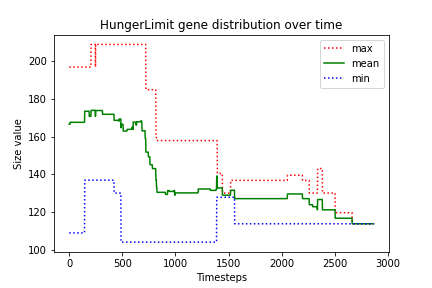 HungerLimit gene distribution over time
max
mean
min
Size value
200
180
160
140
120
100
0
500
1000
1500
2000
2500
3000
Timesteps